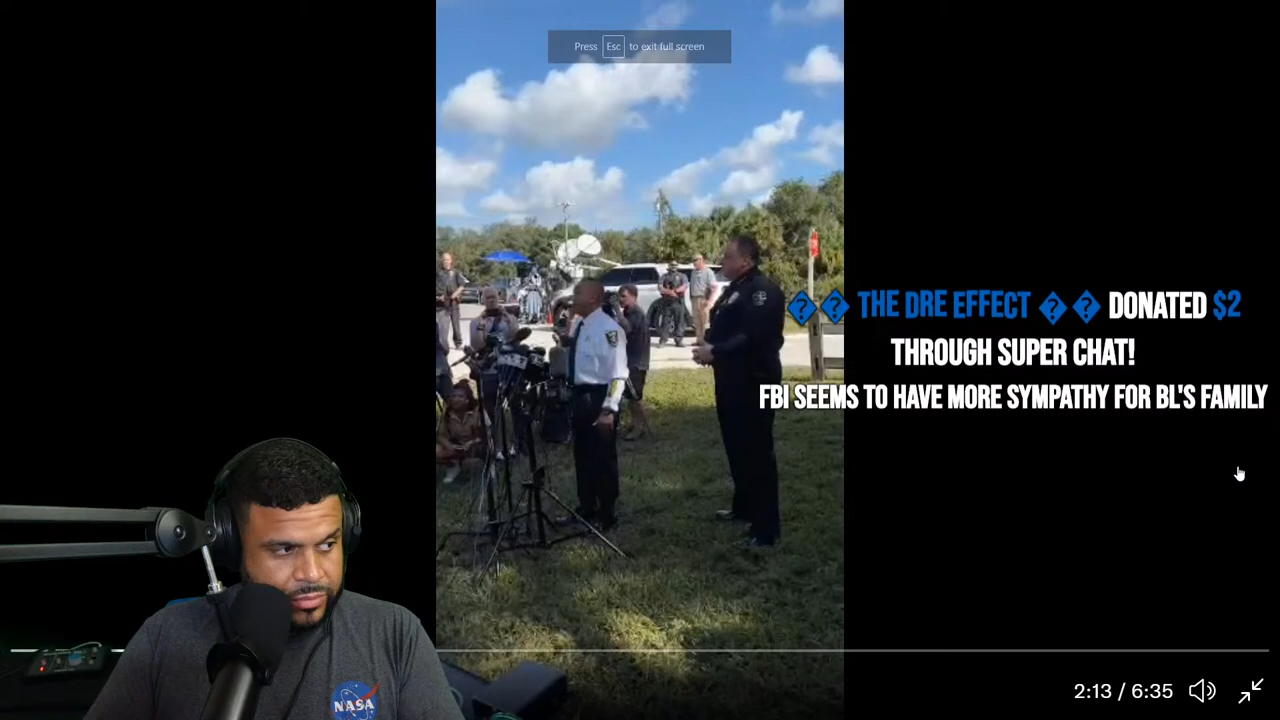 Press Esc to exit full screen
�� THE DRE EFFECT �� DONATED $2
THROUGH SUPER CHAT!
FBI SEEMS TO HAVE MORE SYMPATHY FOR BL'S FAMILY
NASA
2:13 / 6:35